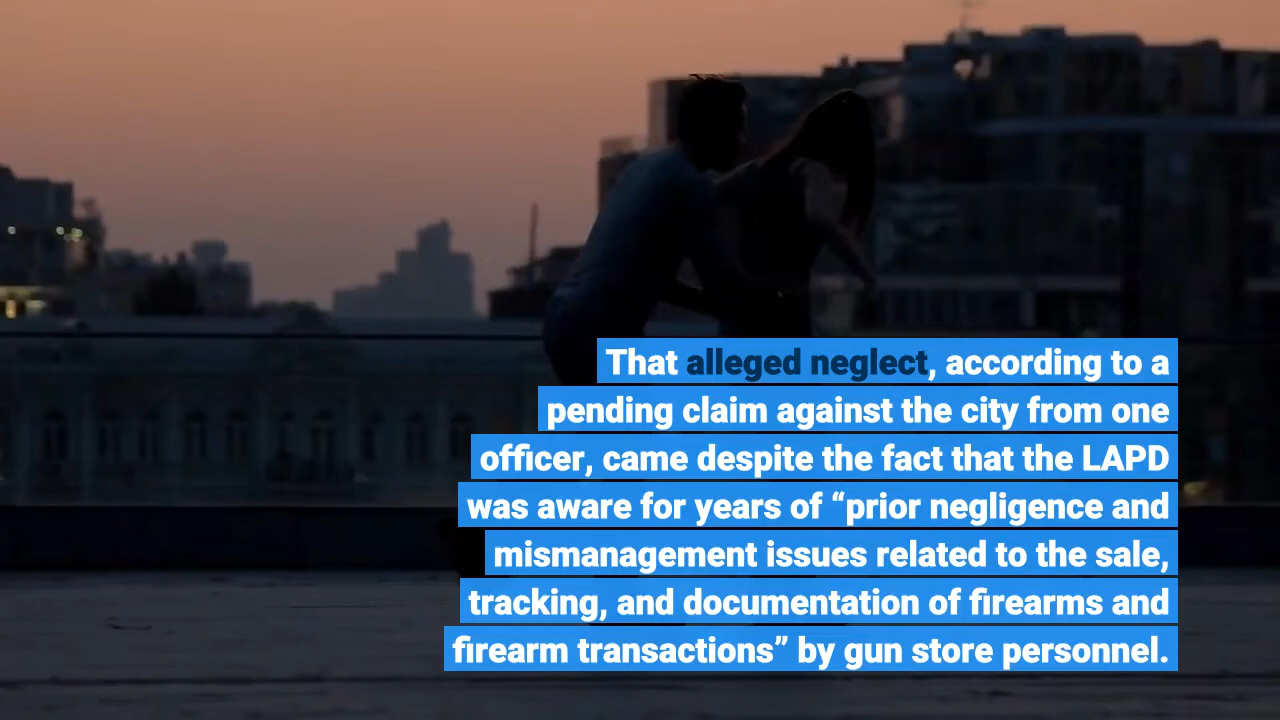 That alleged neglect, according to a
pending claim against the city from one
officer, came despite the fact that the LAPD
was aware for years of “prior negligence and
mismanagement issues related to the sale,
tracking, and documentation of firearms and
firearm transactions” by gun store personnel.